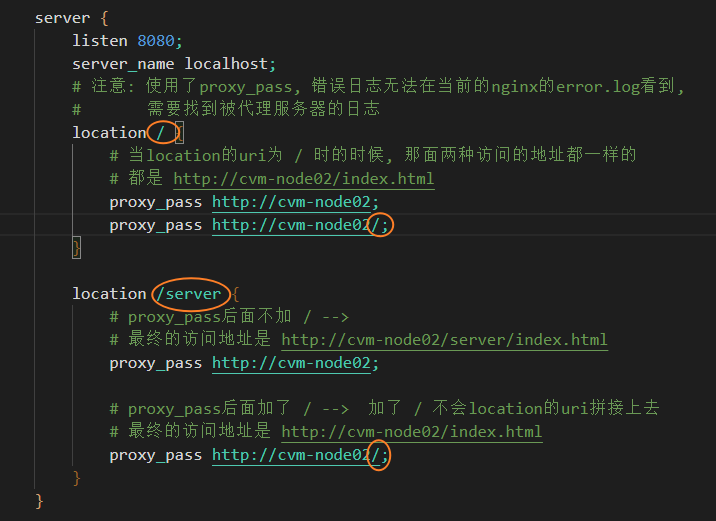 server {
listen 8080;
server_name localhost;
# 注意: 使用了proxy_pass, 错误日志无法在当前的nginx的error.log看到,
# 需要找到被代理服务器的日志
location / {
# 当location的uri为 / 时的时候, 那面两种访问的地址都一样的
# 都是 http://cvm-node02/index.html
proxy_pass http://cvm-node02;
proxy_pass http://cvm-node02/;
}
location /server {
# proxy_pass后面不加 / -->
# 最终的访问地址是 http://cvm-node02/server/index.html
proxy_pass http://cvm-node02;
# proxy_pass后面加了 / --> 加了 / 不会location的uri拼接上去
# 最终的访问地址是 http://cvm-node02/index.html
proxy_pass http://cvm-node02/;
}
}